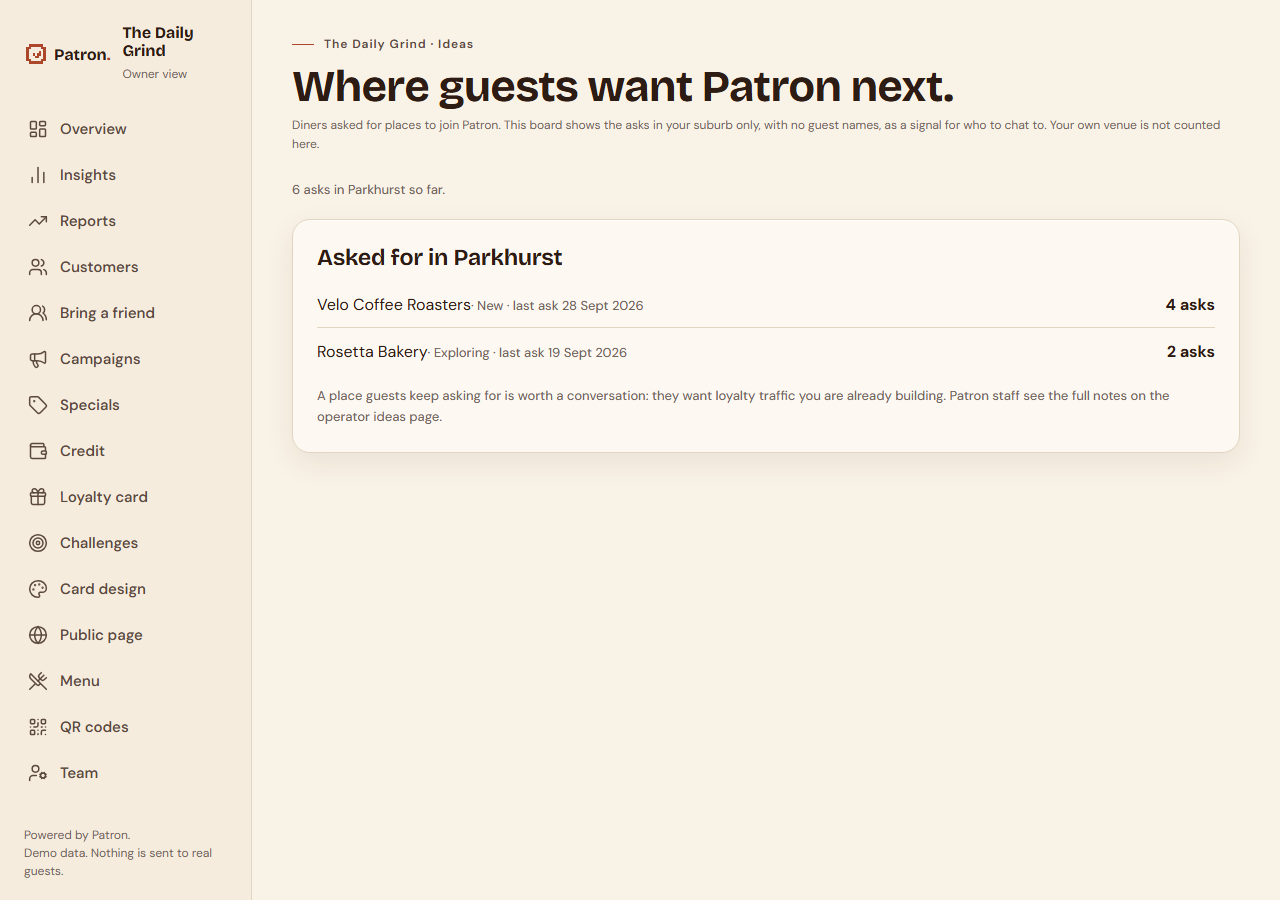 Patron.
The Daily
Grind
Owner view
Overview
Insights
Reports
Customers
Bring a friend
Campaigns
Specials
Credit
Loyalty card
Challenges
Card design
Public page
Menu
QR codes
Team
Powered by Patron.
Demo data. Nothing is sent to real
guests.
The Daily Grind · Ideas
Where guests want Patron next.
Diners asked for places to join Patron. This board shows the asks in your suburb only, with no guest names, as a signal for who to chat to. Your own venue is not counted
here.
6 asks in Parkhurst so far.
Asked for in Parkhurst
Velo Coffee Roasters · New · last ask 28 Sept 2026 4 asks
Rosetta Bakery · Exploring · last ask 19 Sept 2026 2 asks
A place guests keep asking for is worth a conversation: they want loyalty traffic you are already building. Patron staff see the full notes on the
operator ideas page.